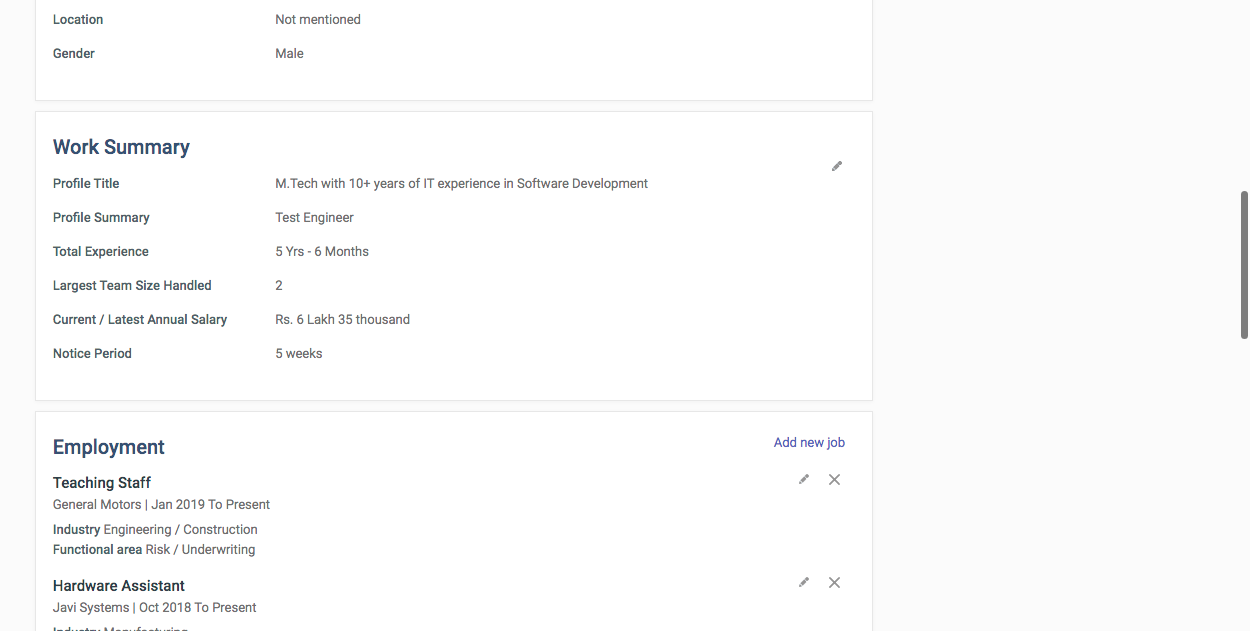 Location Not mentioned
Gender Male
Work Summary
Profile Title M.Tech with 10+ years of IT experience in Software Development
Profile Summary Test Engineer
Total Experience 5 Yrs - 6 Months
Largest Team Size Handled 2
Current / Latest Annual Salary Rs. 6 Lakh 35 thousand
Notice Period 5 weeks
Employment Add new job
Teaching Staff
General Motors | Jan 2019 To Present
Industry Engineering / Construction
Functional area Risk / Underwriting
Hardware Assistant
Javi Systems | Oct 2018 To Present
Industry Manufacturing